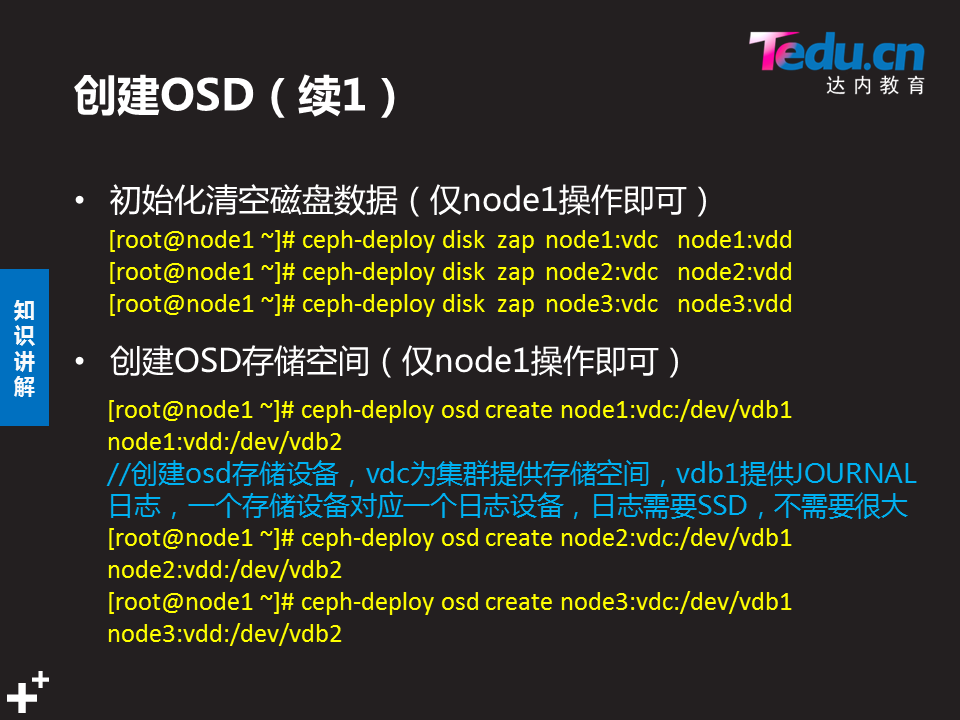 Tedu.cn
达内教育
创建OSD（续1）
• 初始化清空磁盘数据（仅node1操作即可）
[root@node1 ~]# ceph-deploy disk zap node1:vdc node1:vdd
[root@node1 ~]# ceph-deploy disk zap node2:vdc node2:vdd
[root@node1 ~]# ceph-deploy disk zap node3:vdc node3:vdd
知识讲解
• 创建OSD存储空间（仅node1操作即可）
[root@node1 ~]# ceph-deploy osd create node1:vdc:/dev/vdb1
node1:vdd:/dev/vdb2
//创建osd存储设备，vdc为集群提供存储空间，vdb1提供JOURNAL
日志，一个存储设备对应一个日志设备，日志需要SSD，不需要很大
[root@node1 ~]# ceph-deploy osd create node2:vdc:/dev/vdb1
node2:vdd:/dev/vdb2
[root@node1 ~]# ceph-deploy osd create node3:vdc:/dev/vdb1
node3:vdd:/dev/vdb2